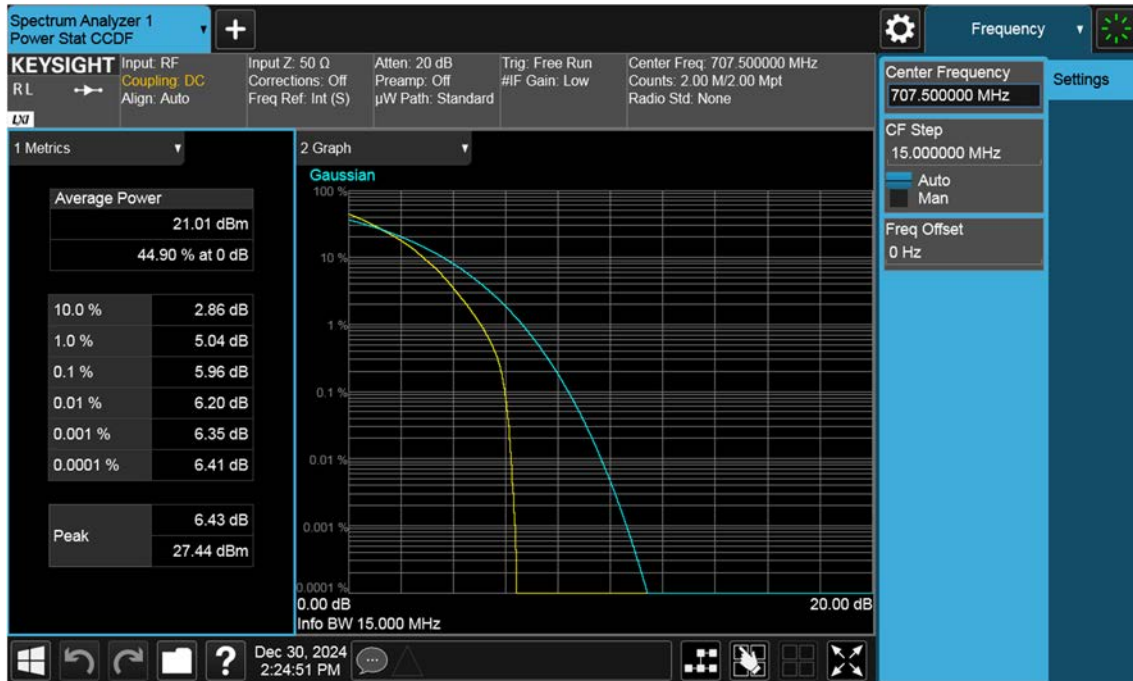 Spectrum Analyzer 1
Power Stat CCDF
Frequency
KEYSIGHT
R L
LXI
Input: RF
Coupling: DC
Align: Auto
Input Z: 50 Ω
Corrections: Off
Freq Ref: Int (S)
Atten: 20 dB
Preamp: Off
µW Path: Standard
Trig: Free Run
#IF Gain: Low
Center Freq: 707.500000 MHz
Counts: 2.00 M/2.00 Mpt
Radio Std: None
Center Frequency
707.500000 MHz
Settings
CF Step
15.000000 MHz
Auto
Man
Freq Offset
0 Hz
1 Metrics
Average Power
21.01 dBm
44.90 % at 0 dB
10.0 % 2.86 dB
1.0 % 5.04 dB
0.1 % 5.96 dB
0.01 % 6.20 dB
0.001 % 6.35 dB
0.0001 % 6.41 dB
Peak
6.43 dB
27.44 dBm
2 Graph
Gaussian
100 %
10 %
1 %
0.1 %
0.01 %
0.001 %
0.0001 %
0.00 dB 20.00 dB
Info BW 15.000 MHz
?
Dec 30, 2024
2:24:51 PM